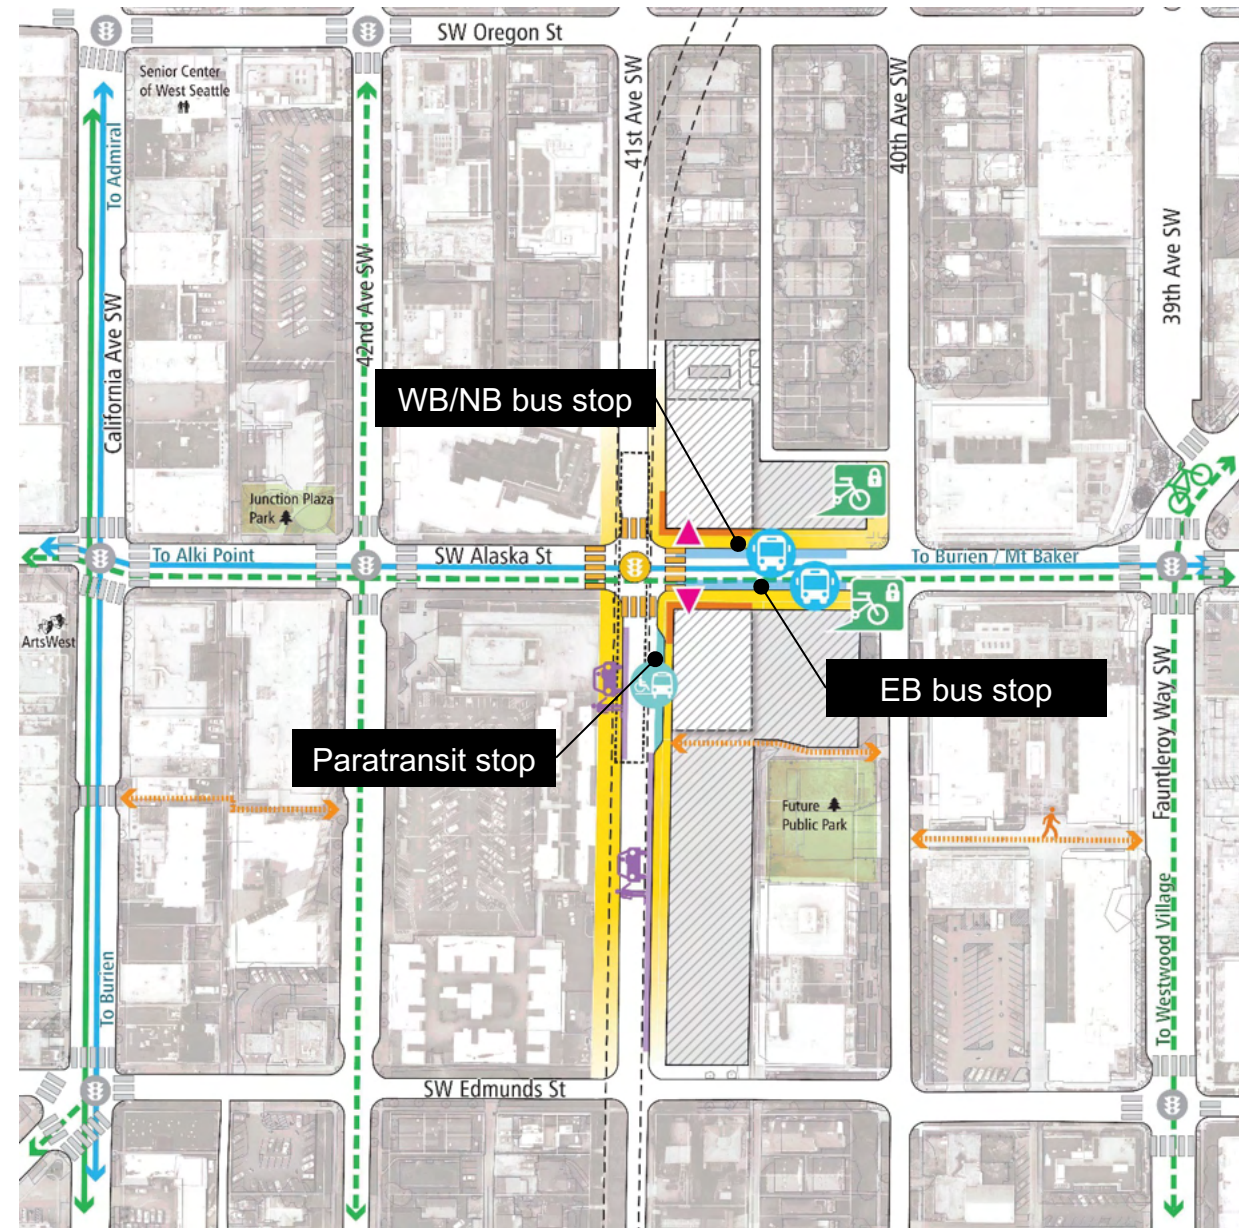 SW Oregon St
Senior Center
of West Seattle
To Admiral
California Ave SW
42nd Ave SW
41st Ave SW
40th Ave SW
39th Ave SW
WB/NB bus stop
Junction Plaza
Park
To Alki Point
SW Alaska St
To Burien / Mt Baker
ArtsWest
EB bus stop
Paratransit stop
Future
Public Park
Fauntleroy Way SW
To Burien
To Westwood Village
SW Edmunds St